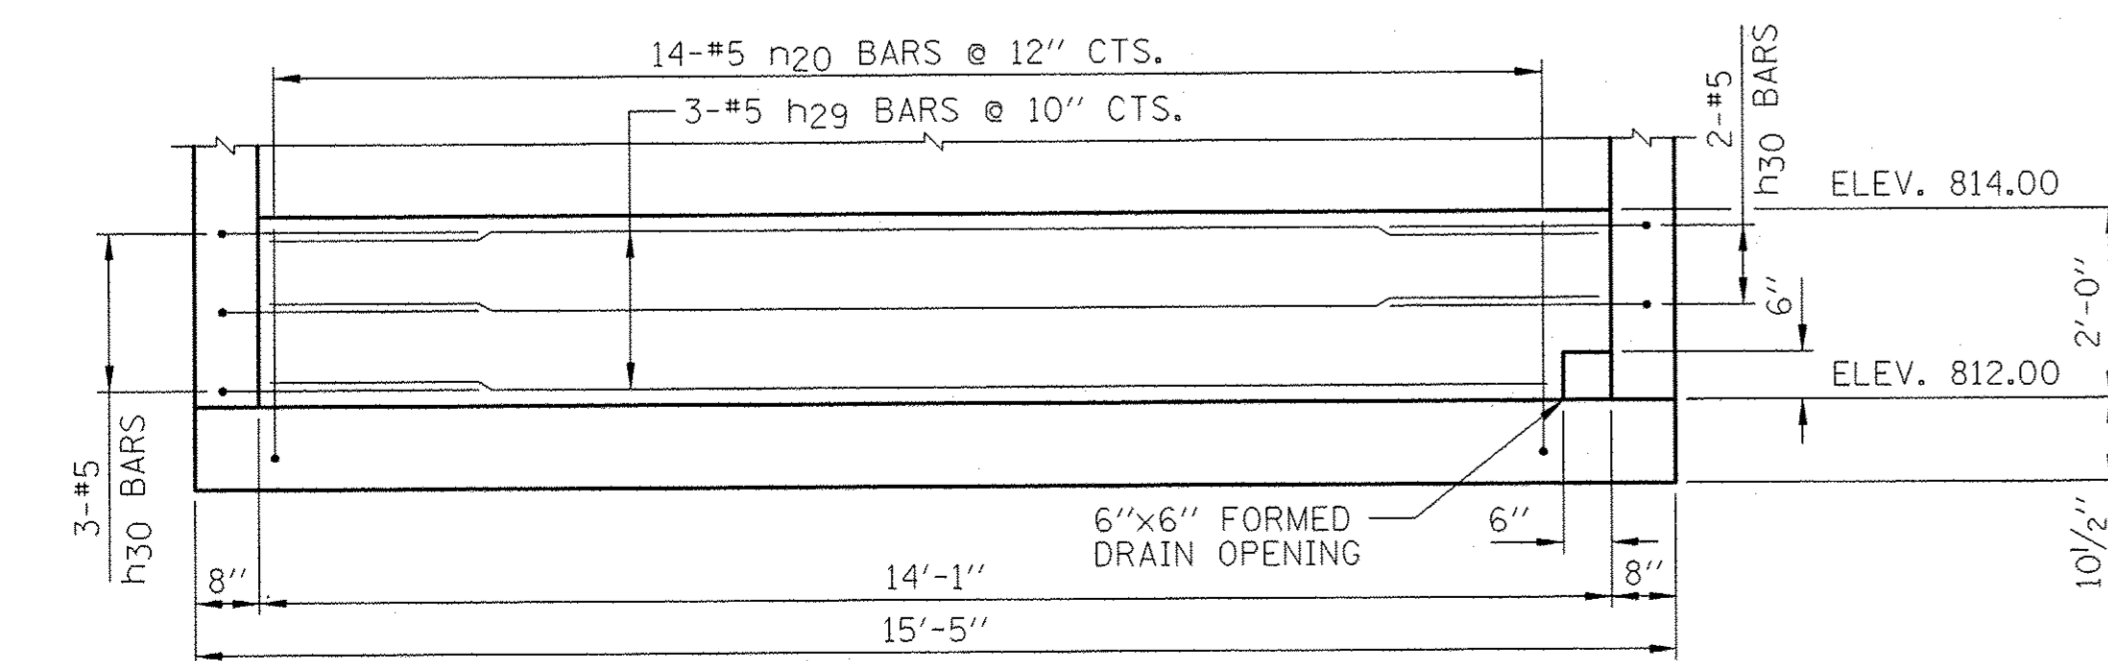 14-#5 n20 BARS @ 12" CTS.
3-#5 h29 BARS @ 10" CTS.
2-#5
h30 BARS
ELEV. 814.00
6"
2'-0"
ELEV. 812.00
3-#5
h30 BARS
6"x6" FORMED
DRAIN OPENING
6"
10 1/2"
8"
14'-1"
8"
15'-5"